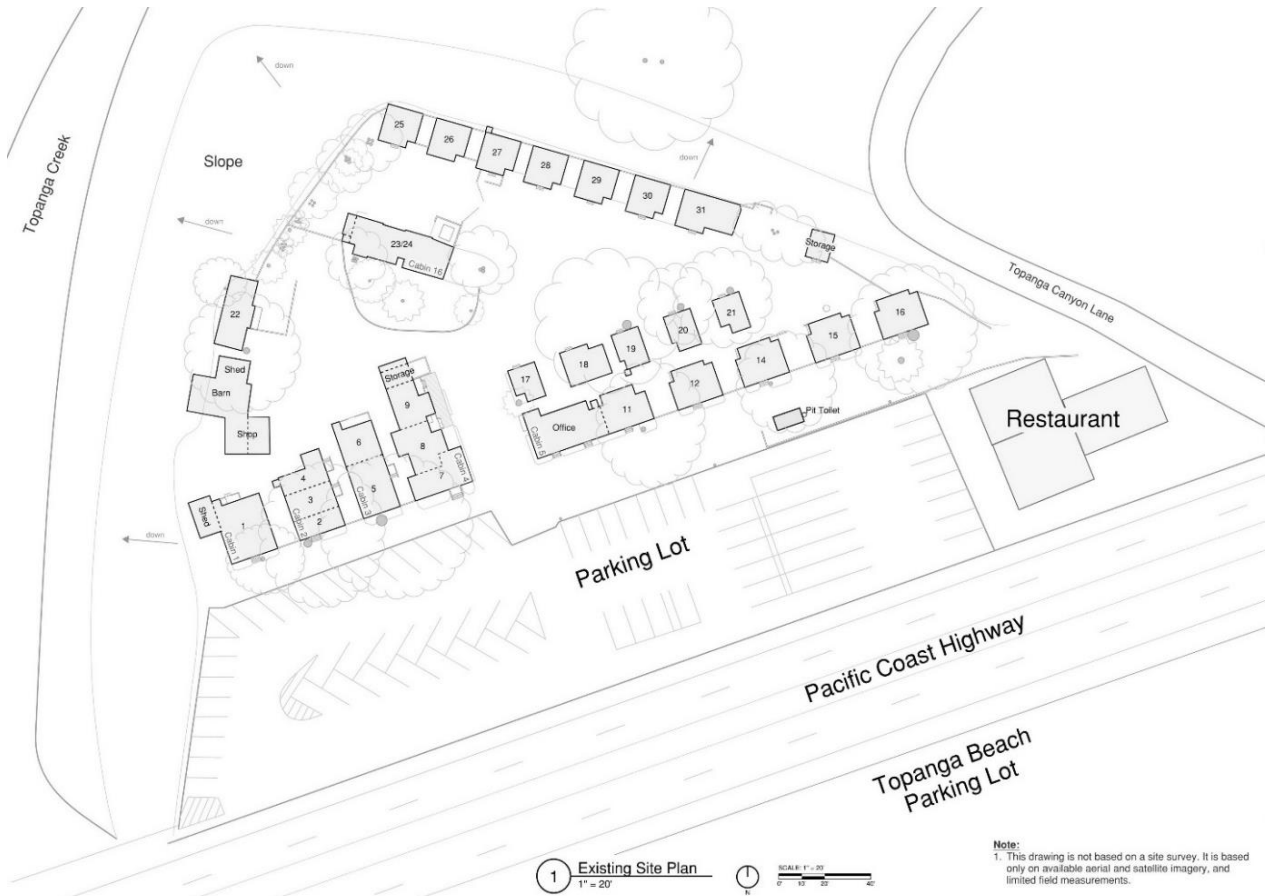 Topanga Creek
down
Slope
down
down
down
25
26
27
28
29
30
31
Storage
23/24
Cabin 16
22
Shed
Barn
Shop
Topanga Canyon Lane
16
15
14
12
11
21
20
19
18
17
Office
Cabin 5
Pit Toilet
Restaurant
Storage
9
8
7
Cabin 4
6
5
Cabin 3
4
3
2
Cabin 2
Shed
1
Cabin 1
Parking Lot
Pacific Coast Highway
Topanga Beach
Parking Lot
1
Existing Site Plan
1" = 20'
N
SCALE: 1" = 20'
0' 10' 20' 40'
Note:
1. This drawing is not based on a site survey. It is based
only on available aerial and satellite imagery, and
limited field measurements.